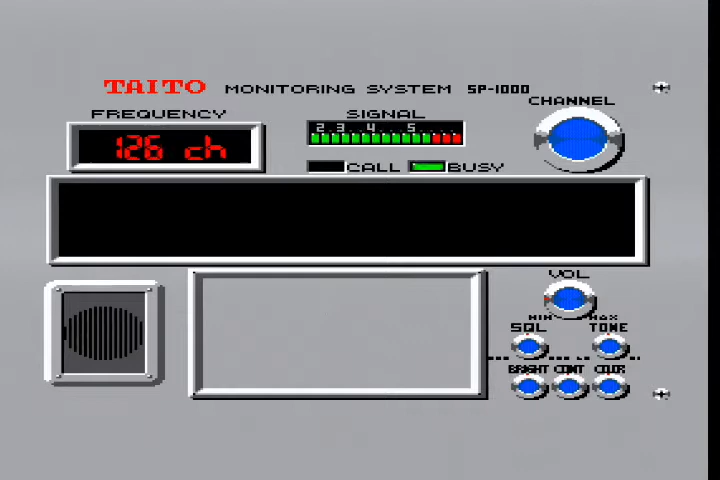 TAITO MONITORING SYSTEM SP-1000
CHANNEL
FREQUENCY
SIGNAL
2.3..4...5....
126 ch
CALL
BUSY
VOL
MIN MAX
SQL TONE
BRIGHT CONT COLOR